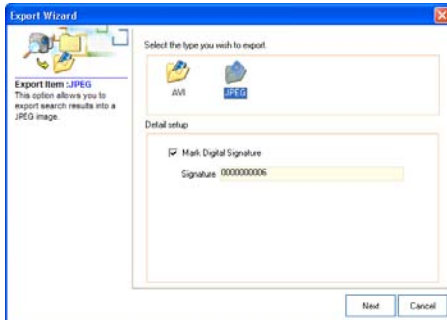 Export Wizard
Select the type you wish to export.
AVI
JPEG
Export Item :JPEG
This option allows you to
export search results into a
JPEG image.
Detail setup
Mark Digital Signature
Signature 0000000006
Next
Cancel